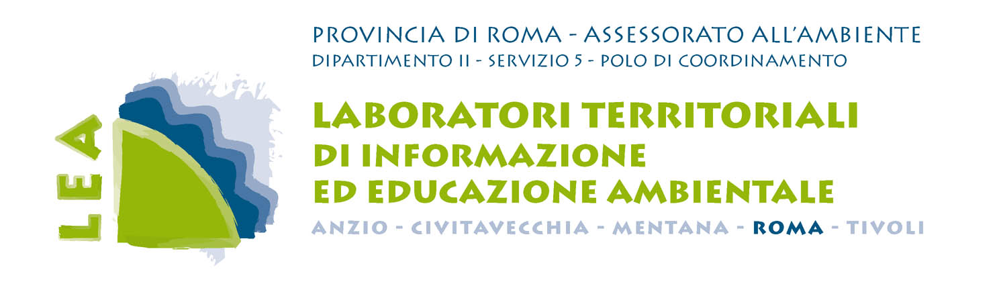 LEA
PROVINCIA DI ROMA - ASSESSORATO ALL'AMBIENTE
DIPARTIMENTO II - SERVIZIO 5 - POLO DI COORDINAMENTO
LABORATORI TERRITORIALI
DI INFORMAZIONE
ED EDUCAZIONE AMBIENTALE
ANZIO - CIVITAVECCHIA - MENTANA - ROMA - TIVOLI